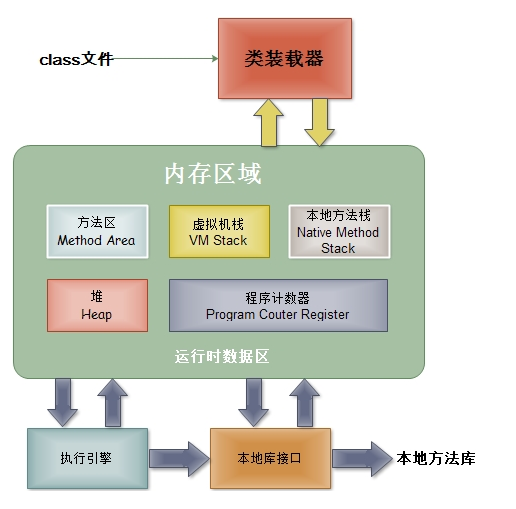 class文件
类装载器
内存区域
方法区
Method Area
虚拟机栈
VM Stack
本地方法栈
Native Method
Stack
堆
Heap
程序计数器
Program Couter Register
运行时数据区
执行引擎
本地库接口
本地方法库